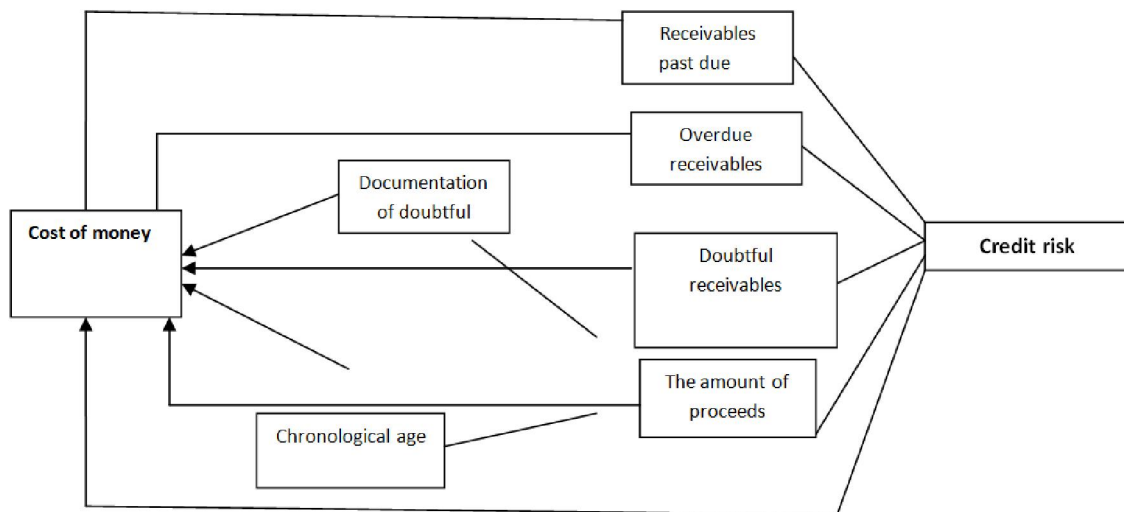 Receivables
past due
Overdue
receivables
Documentation
of doubtful
Cost of money
Doubtful
receivables
Credit risk
The amount of
proceeds
Chronological age